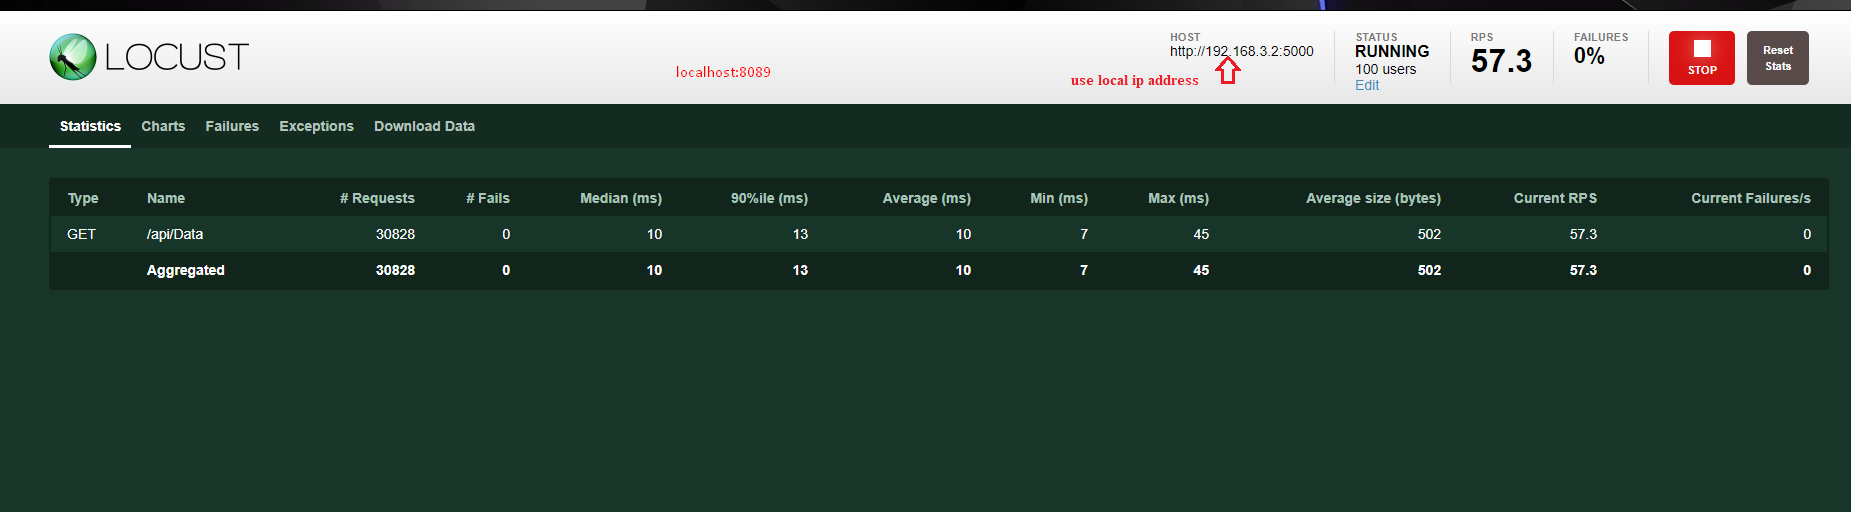 LOCUST
localhost:8089
HOST
http://192.168.3.2:5000
use local ip address
STATUS
RUNNING
100 users
Edit
RPS
57.3
FAILURES
0%
STOP
Reset
Stats
Statistics Charts Failures Exceptions Download Data
Type Name # Requests # Fails Median (ms) 90%ile (ms) Average (ms) Min (ms) Max (ms) Average size (bytes) Current RPS Current Failures/s
GET /api/Data 30828 0 10 13 10 7 45 502 57.3 0
Aggregated 30828 0 10 13 10 7 45 502 57.3 0